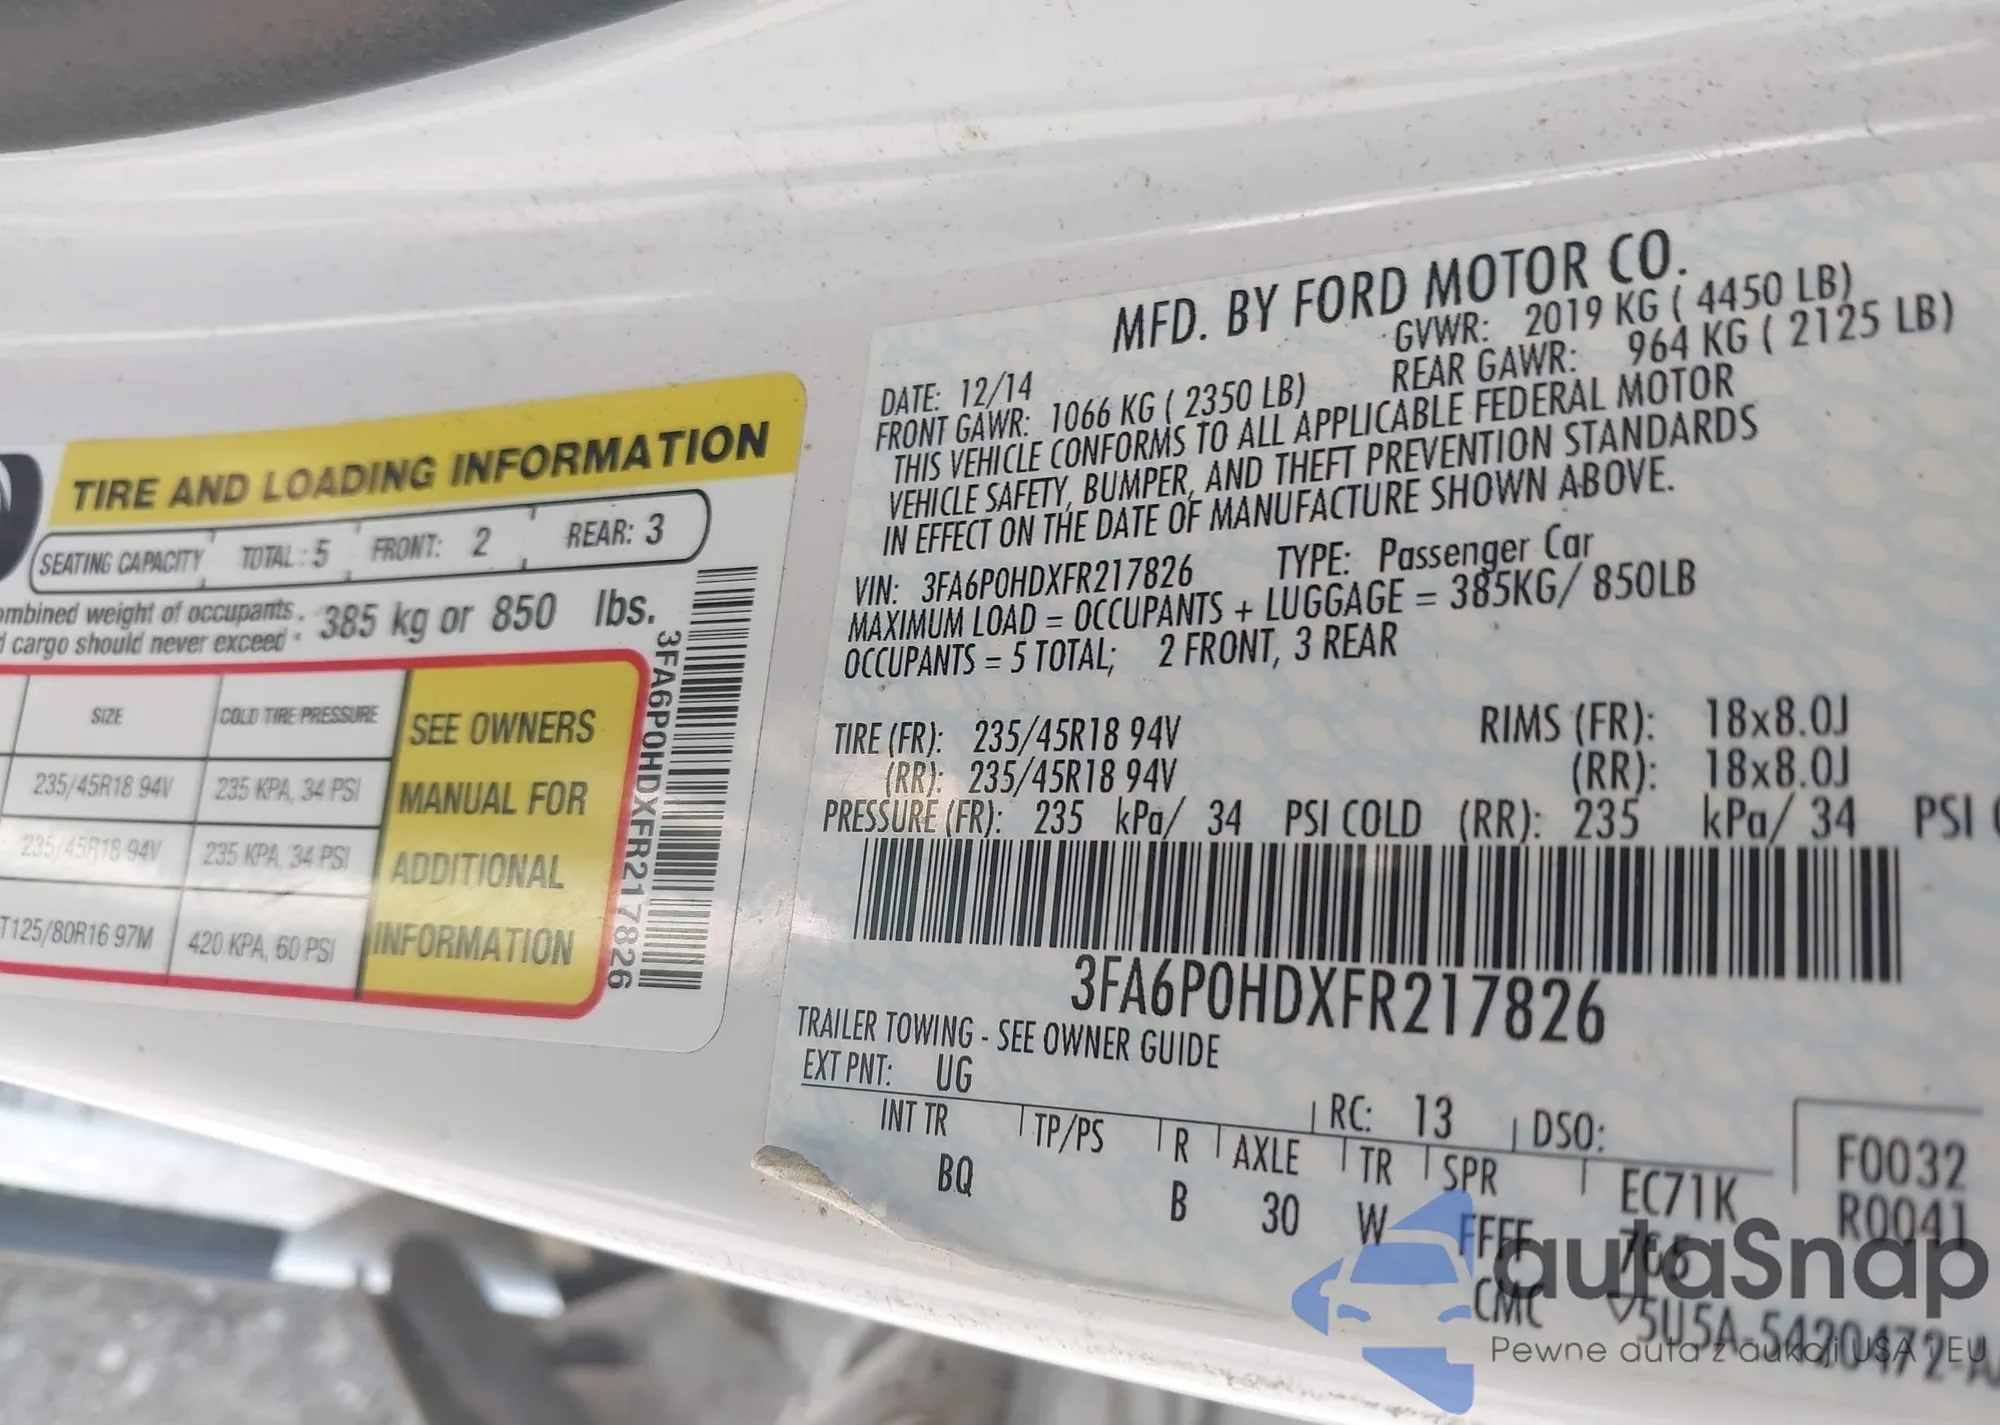 TIRE AND LOADING INFORMATION
SEATING CAPACITY TOTAL: 5 FRONT: 2 REAR: 3
weight of occupants
cargo should never exceed 385 kg or 850 lbs.
SIZE COLD TIRE PRESSURE
235/45R18 94V 235 KPA, 34 PSI
235/45R18 94V 235 KPA, 34 PSI
T125/80R16 97M 420 KPA, 60 PSI
SEE OWNERS
MANUAL FOR
ADDITIONAL
INFORMATION
3FA6P0HDXFR217826
MFD. BY FORD MOTOR CO.
DATE: 12/14 GVWR: 2019 KG ( 4450 LB)
FRONT GAWR: 1066 KG ( 2350 LB) REAR GAWR: 964 KG ( 2125 LB)
THIS VEHICLE CONFORMS TO ALL APPLICABLE FEDERAL MOTOR
VEHICLE SAFETY, BUMPER, AND THEFT PREVENTION STANDARDS
IN EFFECT ON THE DATE OF MANUFACTURE SHOWN ABOVE.
VIN: 3FA6P0HDXFR217826 TYPE: Passenger Car
MAXIMUM LOAD = OCCUPANTS + LUGGAGE = 385KG/ 850LB
OCCUPANTS = 5 TOTAL; 2 FRONT, 3 REAR
TIRE (FR): 235/45R18 94V RIMS (FR): 18x8.0J
(RR): 235/45R18 94V (RR): 18x8.0J
PRESSURE (FR): 235 kPa/ 34 PSI COLD (RR): 235 kPa/ 34 PSI
3FA6P0HDXFR217826
TRAILER TOWING - SEE OWNER GUIDE
EXT PNT: UG RC: 13 DSO: F0032
INT TR TP/PS R AXLE TR SPR EC71K R0041
BQ B 30 W FFFF
CMC
autaSnap
Pewne auta z aukcji USA i EU